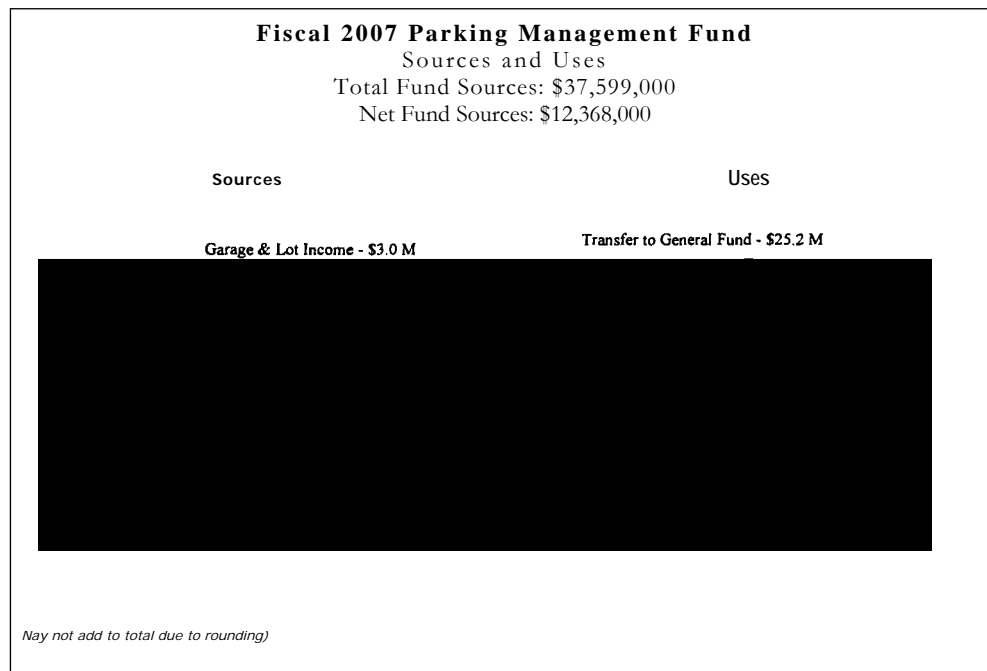 Fiscal 2007 Parking Management Fund
Sources and Uses
Total Fund Sources: $37,599,000
Net Fund Sources: $12,368,000
Sources
Uses
Garage & Lot Income - $3.0 M
Transfer to General Fund - $25.2 M
Nay not add to total due to rounding)